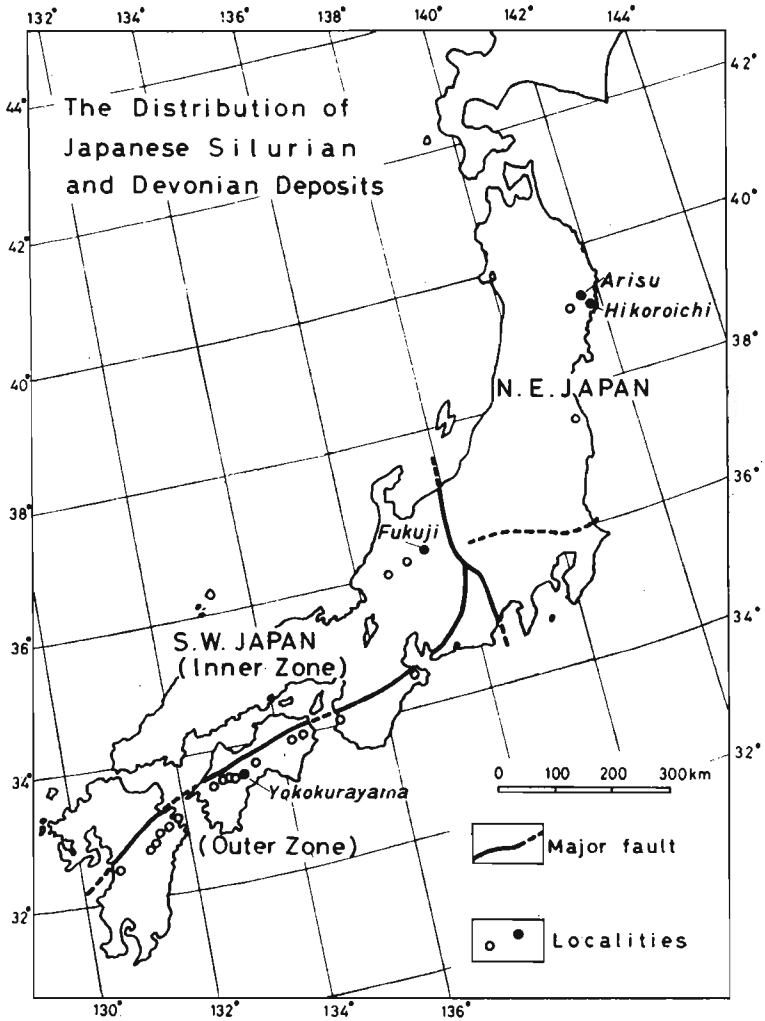 132° 134° 136° 138° 140° 142° 144°
The Distribution of
Japanese Silurian
and Devonian Deposits
44°
42°
40°
38°
36°
34°
32°
42°
40°
38°
36°
34°
32°
Arisu
Hikoroichi
N.E.JAPAN
Fukuji
S.W. JAPAN
(Inner Zone)
Yokokurayama
(Outer Zone)
0 100 200 300km
Major fault
Localities
130° 132° 134° 136°